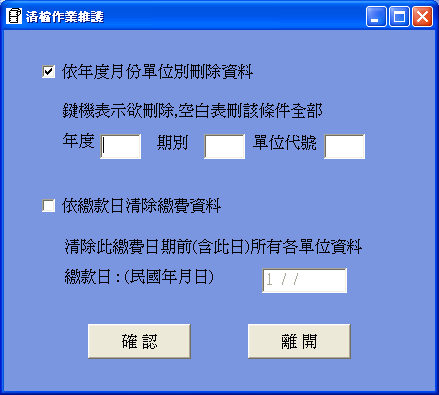 清檔作業維護
依年度月份單位別刪除資料
鍵機表示欲刪除,空白表刪該條件全部
年度 期別 單位代號
依繳款日清除繳費資料
清除此繳費日期前(含此日)所有各單位資料
繳款日:(民國年月日) 1 / /
確認 離開